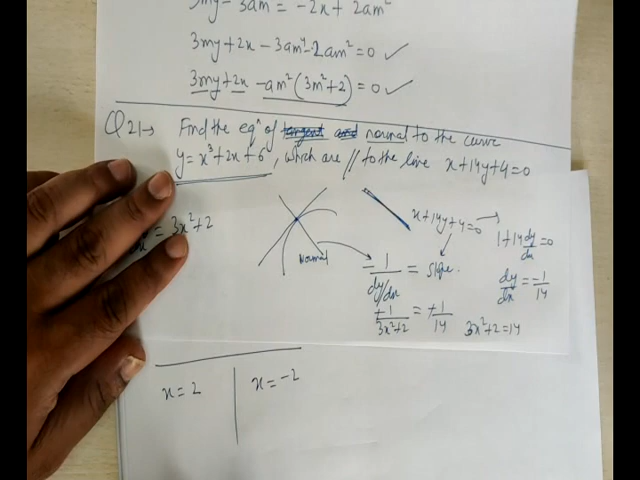 3my - 3am = -2x + 2am²
3my + 2x - 3am⁴ - 2am² = 0 ✓
3my + 2x - am² (3m² + 2) = 0 ✓
Q 21→ Find the eqⁿ of tangent and normal to the curve
y = x³ + 2x + 6, which are // to the line x + 14y + 4 = 0
= 3x² + 2
Normal
x + 14y + 4 = 0
1 + 14 dy/dx = 0
-1/(dy/dx) = slope.
dy/dx = -1/14
+1/(3x² + 2) = +1/14
3x² + 2 = 14
x = 2
x = -2